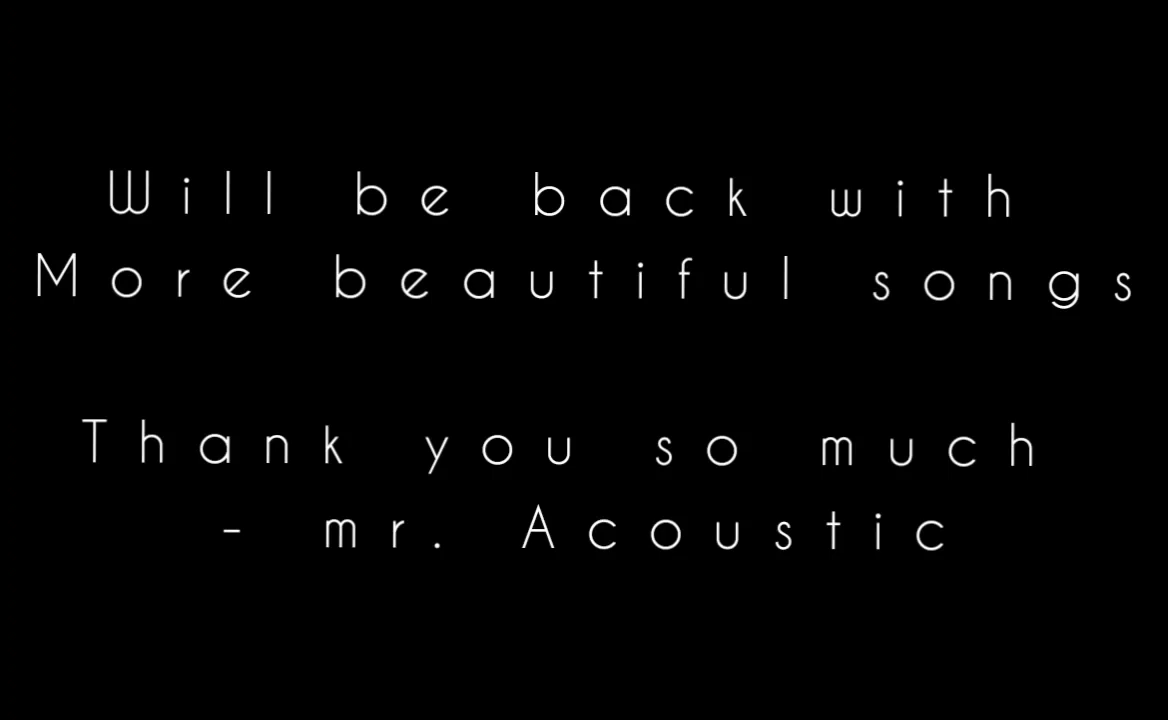 Will be back with
More beautiful songs
Thank you so much
- mr. Acoustic